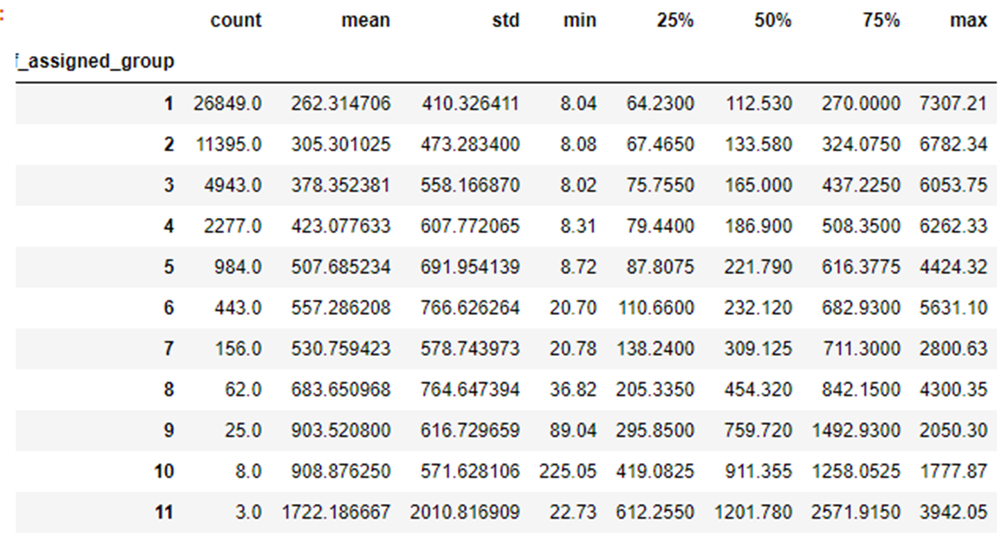 count mean std min 25% 50% 75% max
f_assigned_group
1 26849.0 262.314706 410.326411 8.04 64.2300 112.530 270.0000 7307.21
2 11395.0 305.301025 473.283400 8.08 67.4650 133.580 324.0750 6782.34
3 4943.0 378.352381 558.166870 8.02 75.7550 165.000 437.2250 6053.75
4 2277.0 423.077633 607.772065 8.31 79.4400 186.900 508.3500 6262.33
5 984.0 507.685234 691.954139 8.72 87.8075 221.790 616.3775 4424.32
6 443.0 557.286208 766.626264 20.70 110.6600 232.120 682.9300 5631.10
7 156.0 530.759423 578.743973 20.78 138.2400 309.125 711.3000 2800.63
8 62.0 683.650968 764.647394 36.82 205.3350 454.320 842.1500 4300.35
9 25.0 903.520800 616.729659 89.04 295.8500 759.720 1492.9300 2050.30
10 8.0 908.876250 571.628106 225.05 419.0825 911.355 1258.0525 1777.87
11 3.0 1722.186667 2010.816909 22.73 612.2550 1201.780 2571.9150 3942.05